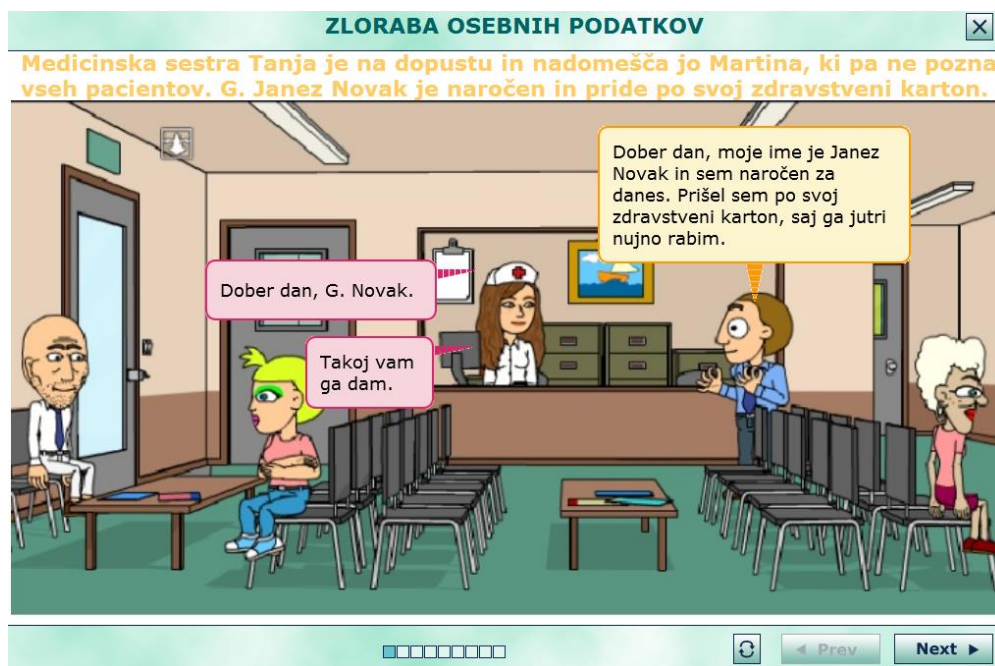 ZLORABA OSEBNIH PODATKOV
Medicinska sestra Tanja je na dopustu in nadomešča jo Martina, ki pa ne pozna
vseh pacientov. G. Janez Novak je naročen in pride po svoj zdravstveni karton.
Dober dan, moje ime je Janez
Novak in sem naročen za
danes. Prišel sem po svoj
zdravstveni karton, saj ga jutri
nujno rabim.
Dober dan, G. Novak.
Takoj vam
ga dam.
Prev
Next